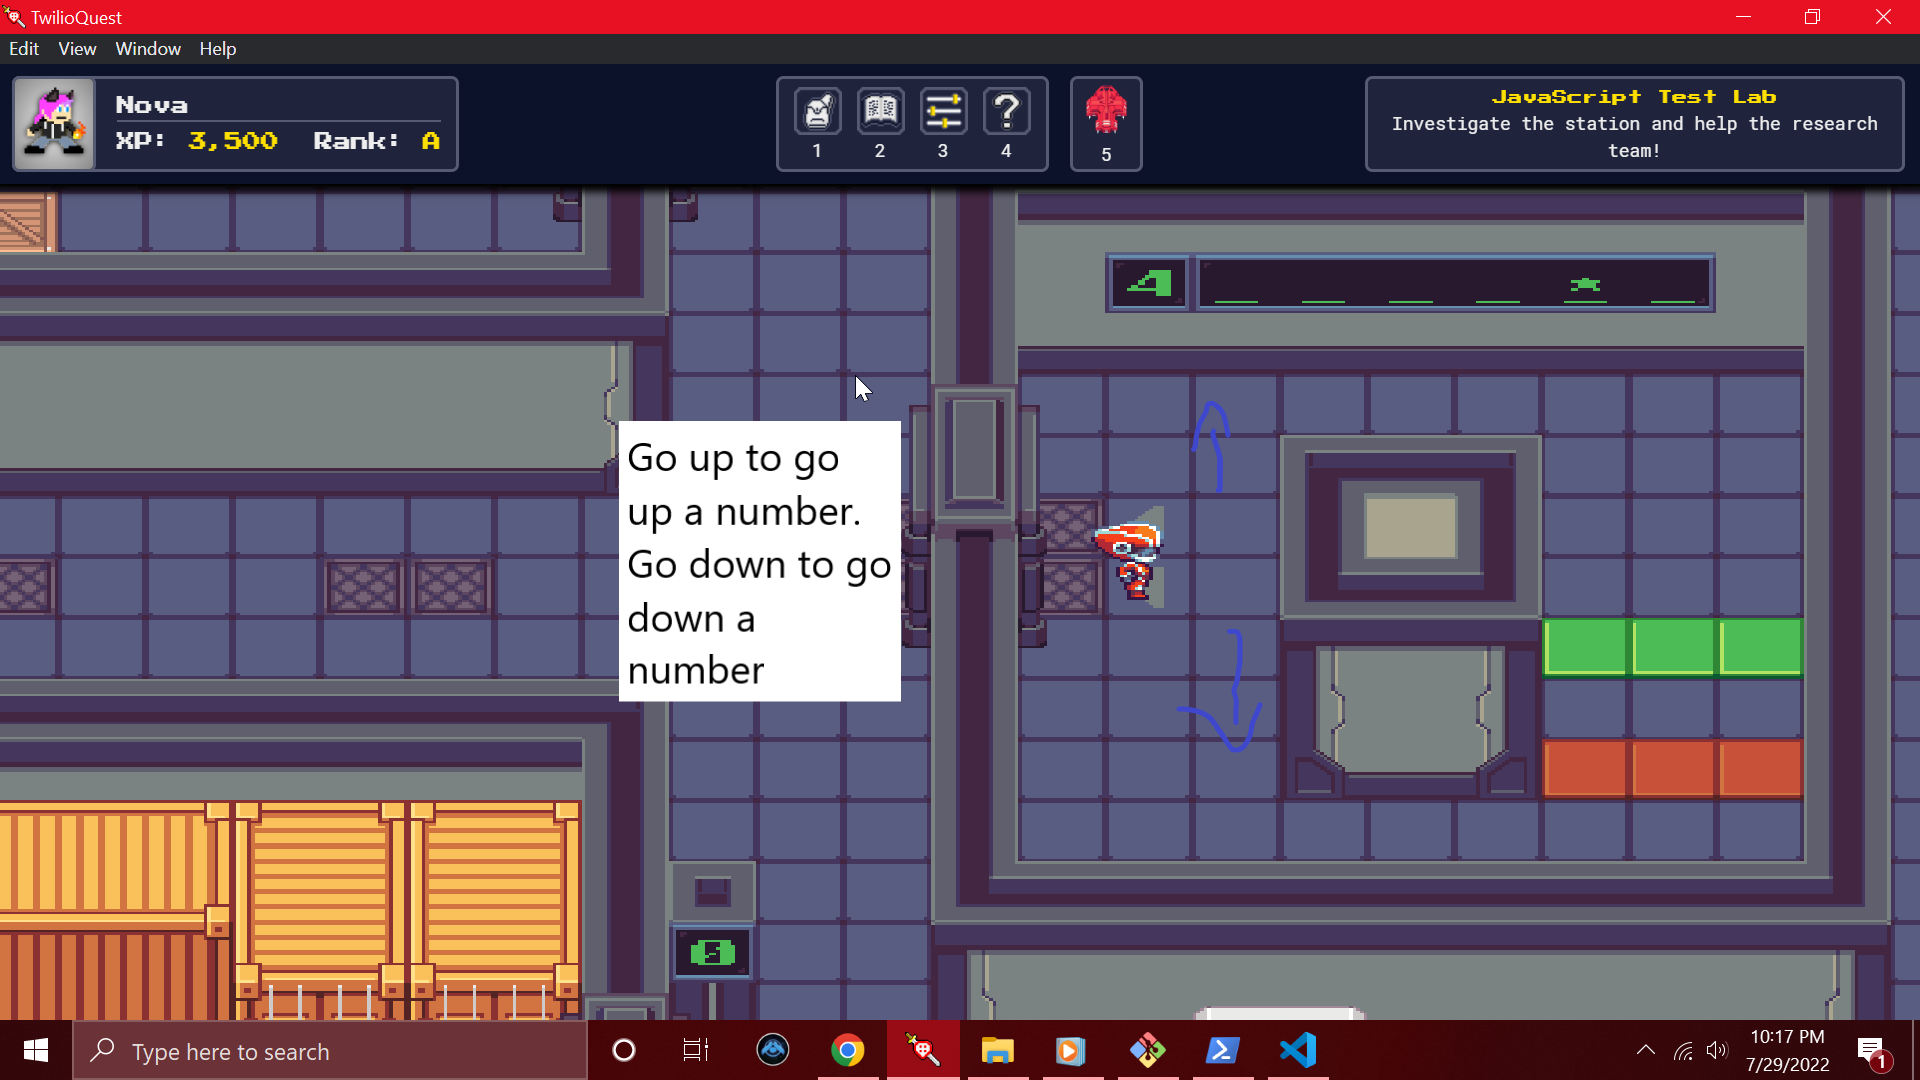 TwilioQuest
Edit View Window Help
Nova
XP: 3,500 Rank: A
1 2 3 4
5
JavaScript Test Lab
Investigate the station and help the research
team!
Go up to go
up a number.
Go down to go
down a
number
Type here to search
10:17 PM
7/29/2022
1